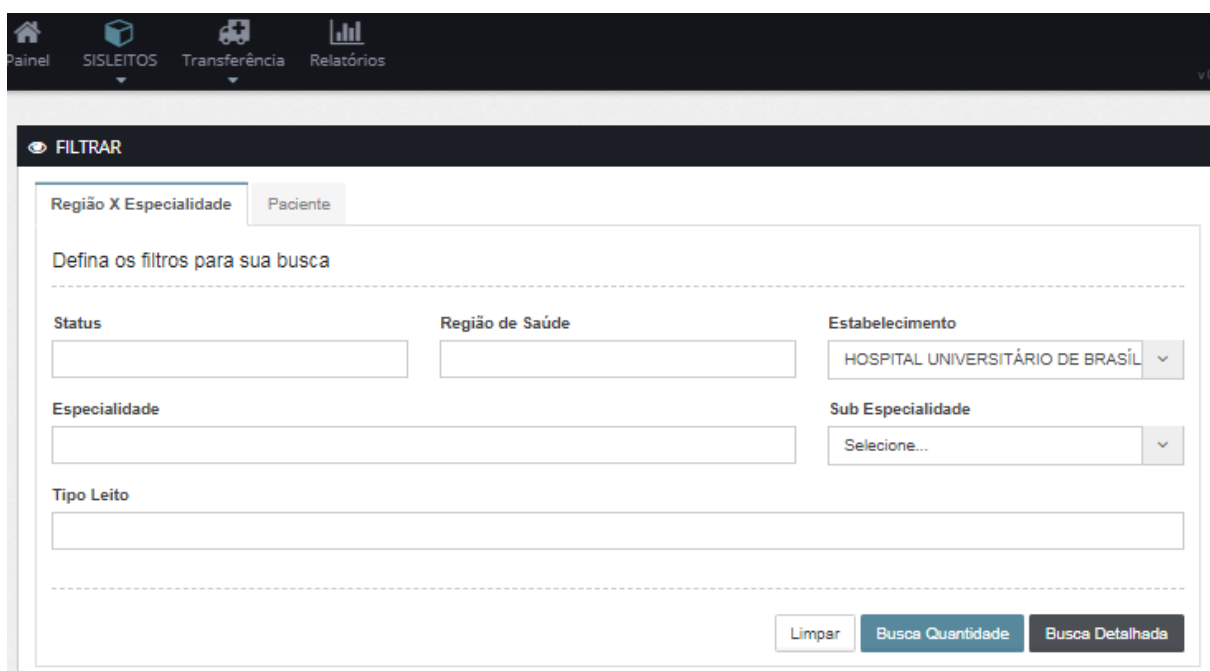 Painel SISLEITOS Transferência Relatórios
FILTRAR
Região X Especialidade Paciente
Defina os filtros para sua busca
Status Região de Saúde Estabelecimento
HOSPITAL UNIVERSITÁRIO DE BRASÍL
Especialidade Sub Especialidade
Selecione...
Tipo Leito
Limpar Busca Quantidade Busca Detalhada